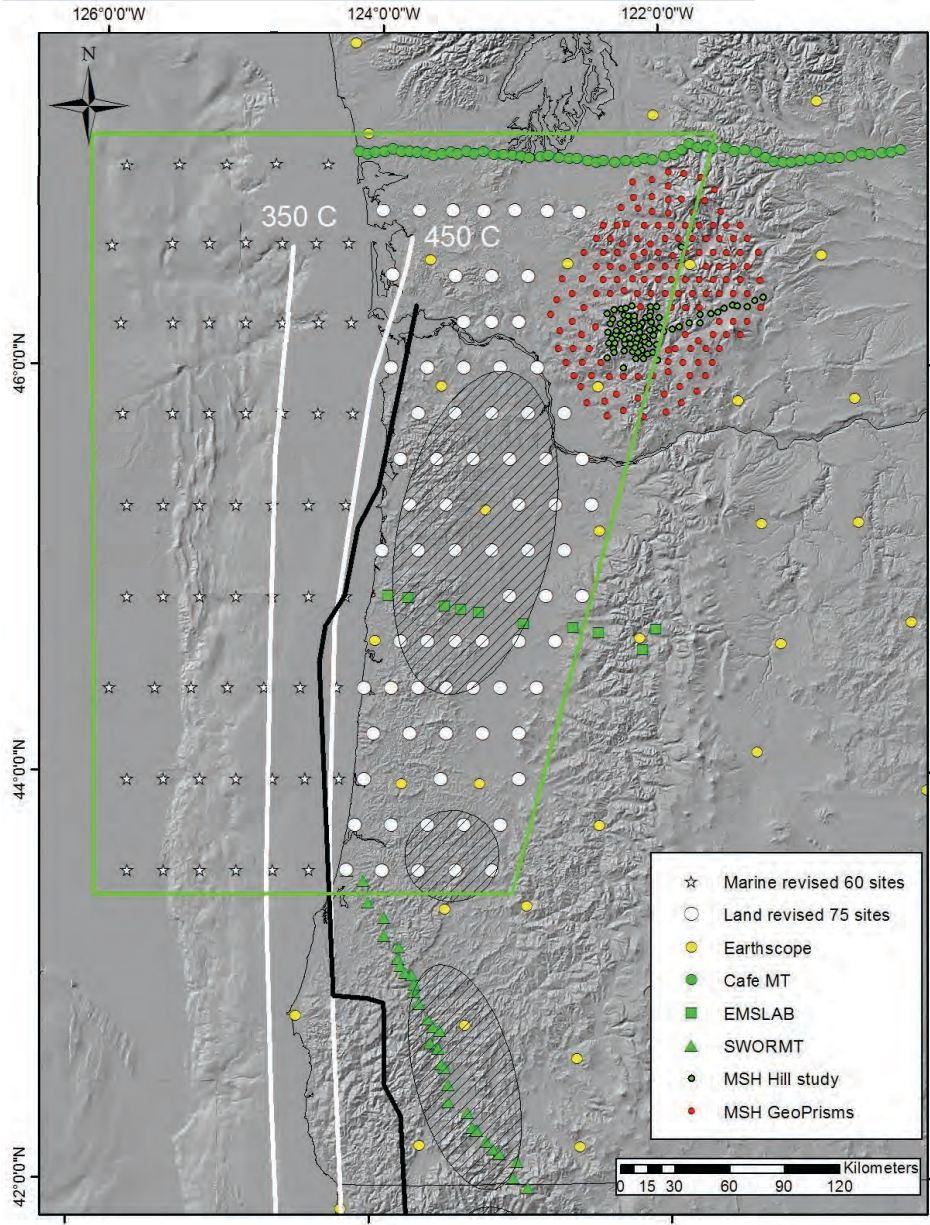 126°0'0"W
124°0'0"W
122°0'0"W
N
350 C
450 C
46°0'0"N
44°0'0"N
42°0'0"N
Marine revised 60 sites
Land revised 75 sites
Earthscope
Cafe MT
EMSLAB
SWORMT
MSH Hill study
MSH GeoPrisms
Kilometers
0 15 30 60 90 120